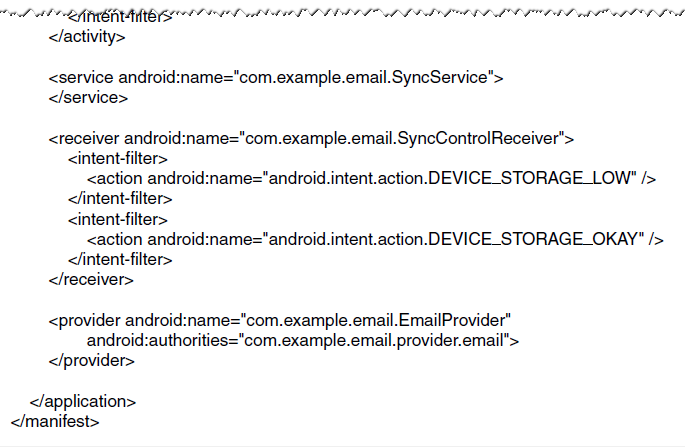 </intent-filter>
</activity>
<service android:name="com.example.email.SyncService">
</service>
<receiver android:name="com.example.email.SyncControlReceiver">
<intent-filter>
<action android:name="android.intent.action.DEVICE_STORAGE_LOW" />
</intent-filter>
<intent-filter>
<action android:name="android.intent.action.DEVICE_STORAGE_OKAY" />
</intent-filter>
</receiver>
<provider android:name="com.example.email.EmailProvider"
android:authorities="com.example.email.provider.email">
</provider>
</application>
</manifest>